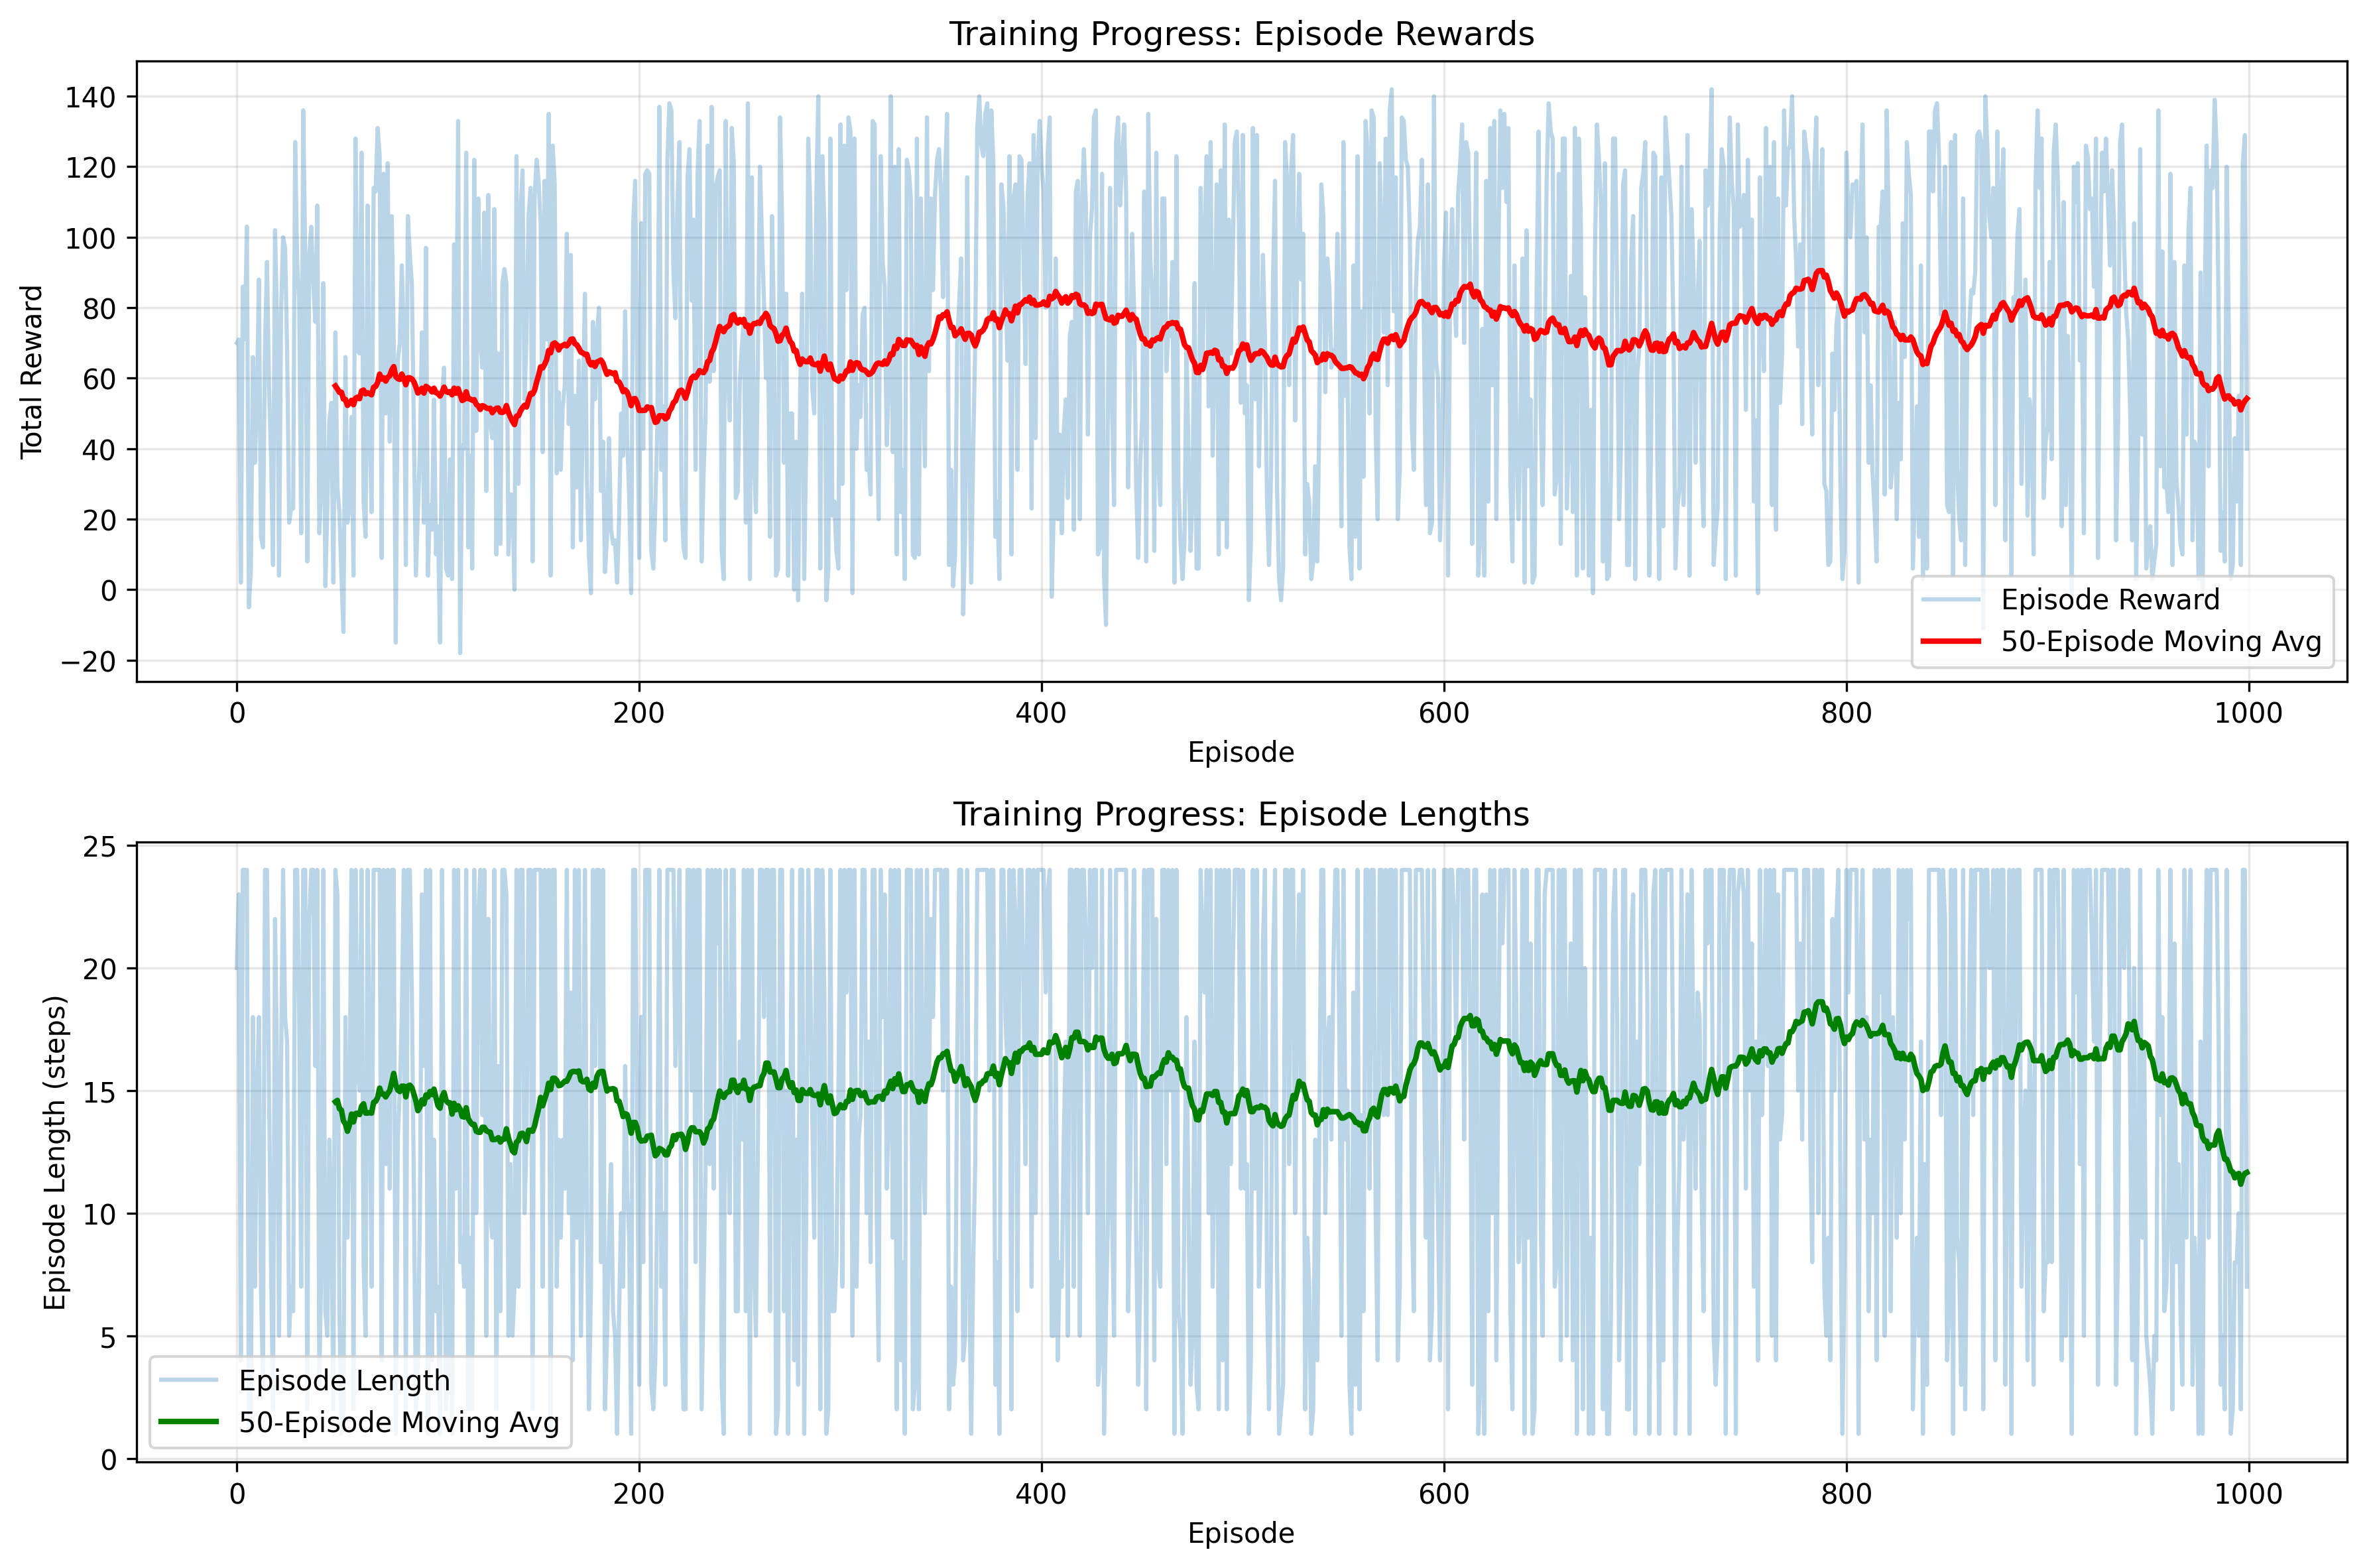 Training Progress: Episode Rewards
Total Reward
140
120
100
80
60
40
20
0
−20
Episode Reward
50-Episode Moving Avg
0 200 400 600 800 1000
Episode
Training Progress: Episode Lengths
Episode Length (steps)
25
20
15
10
5
0
Episode Length
50-Episode Moving Avg
0 200 400 600 800 1000
Episode